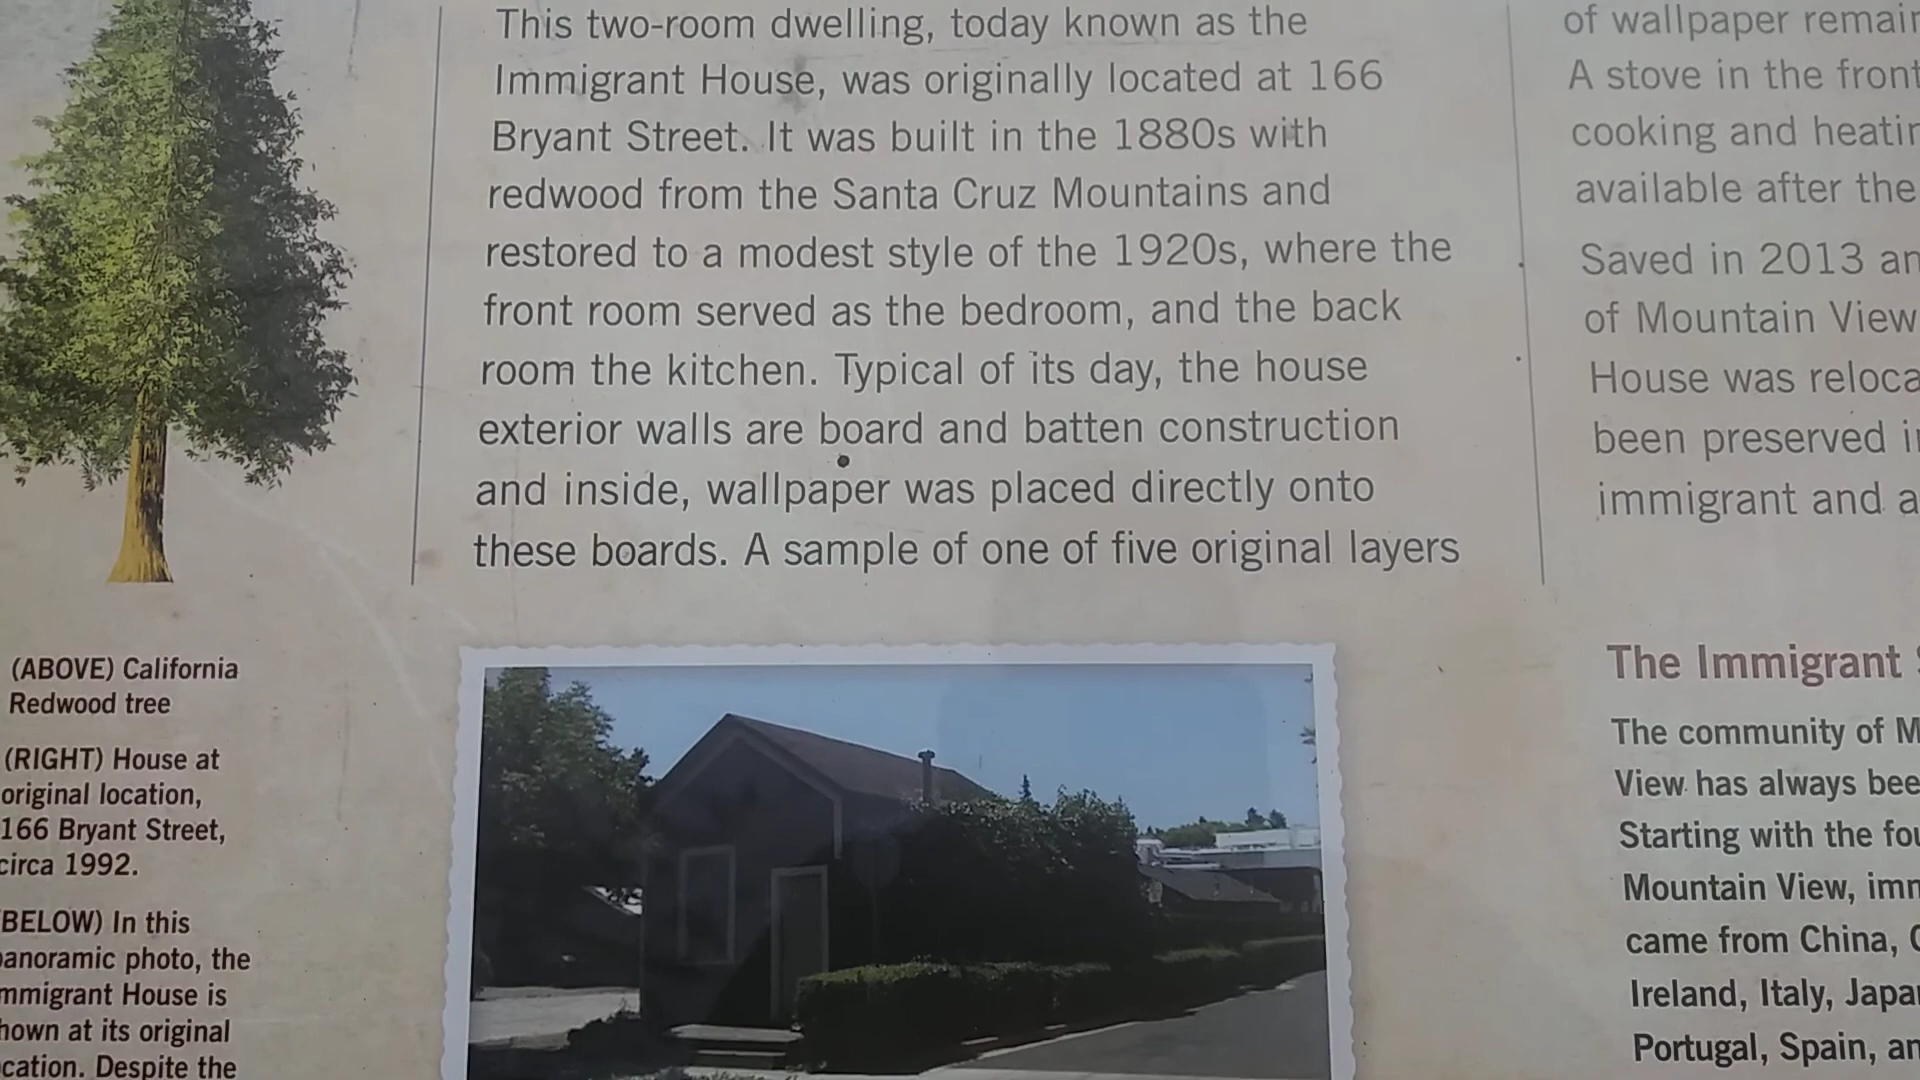 This two-room dwelling, today known as the
Immigrant House, was originally located at 166
Bryant Street. It was built in the 1880s with
redwood from the Santa Cruz Mountains and
restored to a modest style of the 1920s, where the
front room served as the bedroom, and the back
room the kitchen. Typical of its day, the house
exterior walls are board and batten construction
and inside, wallpaper was placed directly onto
these boards. A sample of one of five original layers
of wallpaper
A stove in the front
cooking and
available after the
Saved in 2013
of Mountain View
House was
been preserved
immigrant and
(ABOVE) California
Redwood tree
(RIGHT) House at
original location,
166 Bryant Street,
circa 1992.
BELOW) In this
photo, the
House is
at its original
Despite the
The Immigrant
The community of
View has always
Starting with the
Mountain View,
came from China,
Ireland, Italy,
Portugal, Spain,